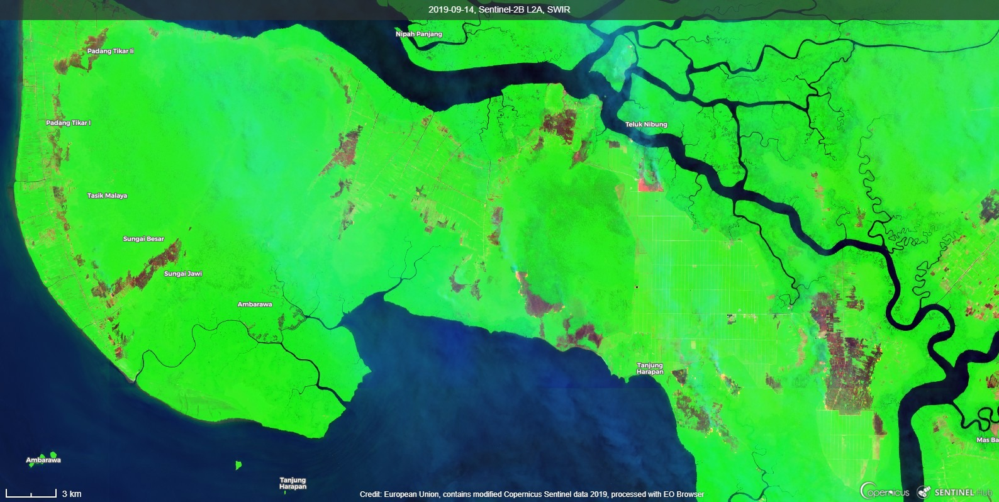 2019-09-14, Sentinel-2B L2A, SWIR
Nipah Panjang
Padang Tikar Ii
Padang Tikar I
Teluk Nibung
Tasik Malaya
Sungai Besar
Sungai Jawi
Ambarawa
Tanjung
Harapan
Mas Ba
Ambarawa
Tanjung
Harapan
3 km
Credit: European Union, contains modified Copernicus Sentinel data 2019, processed with EO Browser
opernicus
SENTINEL Hub